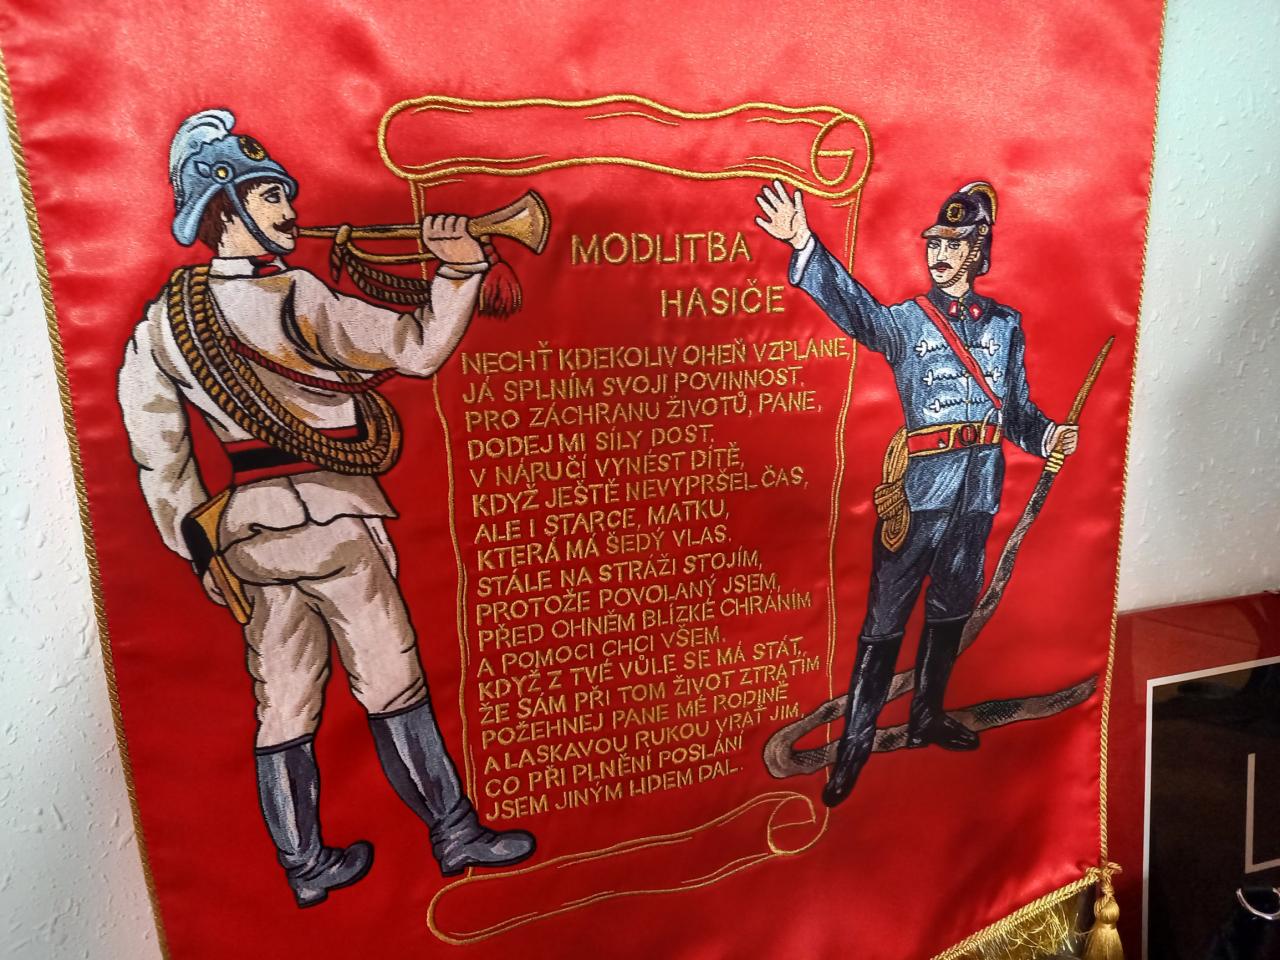 MODLITBA
HASIČE
NECHŤ KDEKOLIV OHEŇ VZPLANE,
JÁ SPLNÍM SVOJI POVINNOST.
PRO ZÁCHRANU ŽIVOTŮ, PANE,
DODEJ MI SÍLY DOST.
V NÁRUČÍ VYNÉST DÍTĚ,
KDYŽ JEŠTĚ NEVYPRŠEL ČAS,
ALE I STARCE, MATKU,
KTERÁ MÁ ŠEDÝ VLAS.
STÁLE NA STRÁŽI STOJÍM,
PROTOŽE POVOLANÝ JSEM,
PŘED OHNĚM BLÍZKÉ CHRÁNÍM
A POMOCI CHCI VŠEM.
KDYŽ Z TVÉ VŮLE SE MÁ STÁT,
ŽE SÁM PŘI TOM ŽIVOT ZTRATÍM
POŽEHNEJ PANE MÉ RODINĚ
A LASKAVOU RUKOU VRAŤ JIM,
CO PŘI PLNĚNÍ POSLÁNÍ
JSEM JINÝM LIDEM DAL.